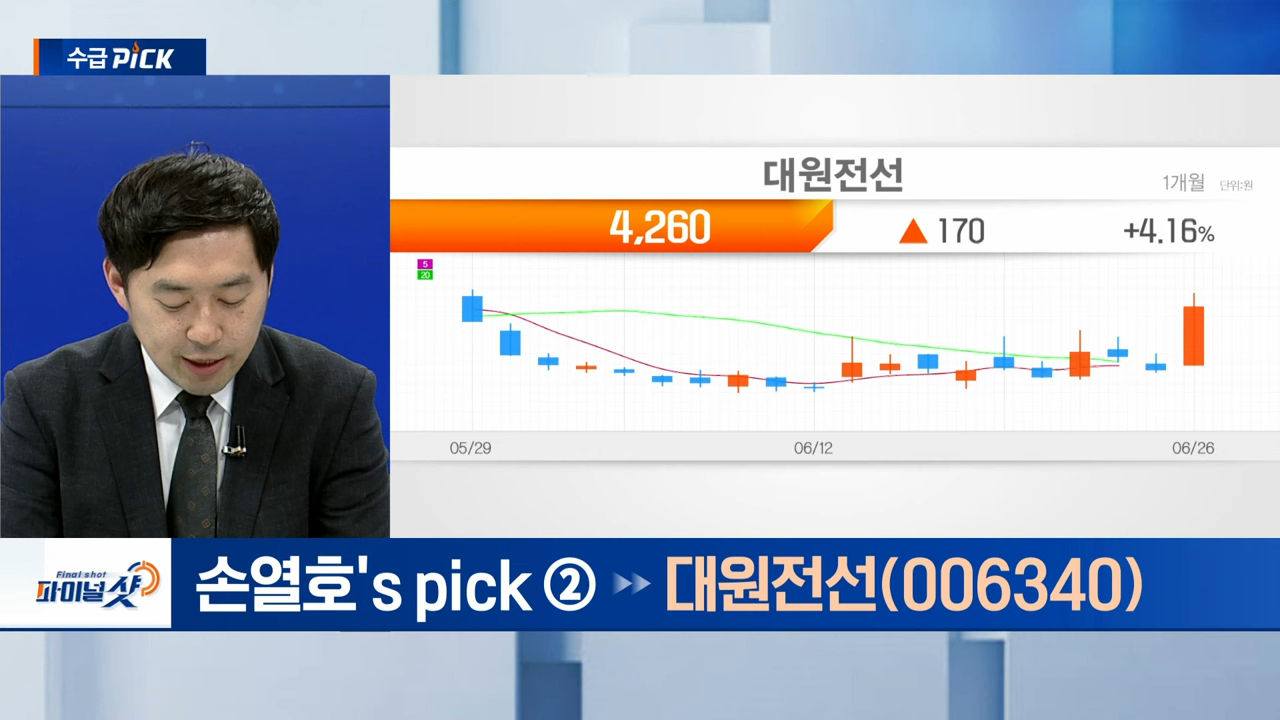 수급 PiCK
대원전선
1개월 단위:원
4,260 ▲ 170 +4.16%
5
20
05/29 06/12 06/26
Final shot
파이널샷
손열호's pick ② ▸▸ 대원전선(006340)